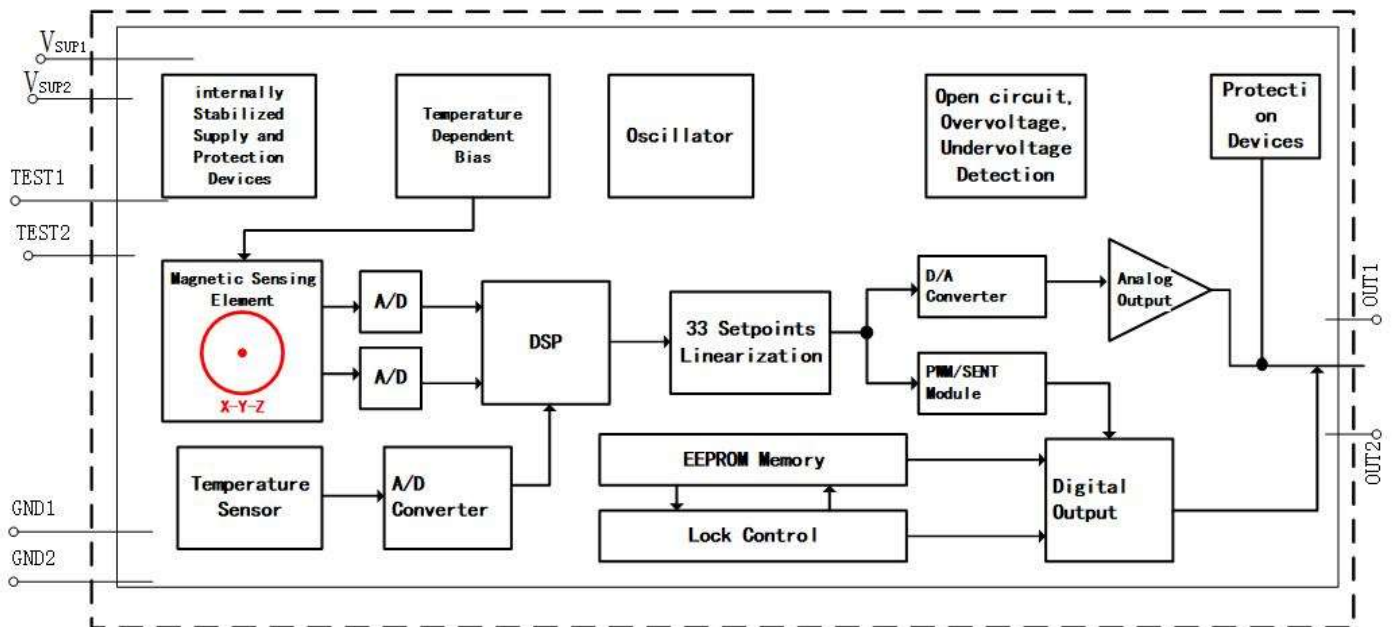 VSUP1
VSUP2
TEST1
TEST2
GND1
GND2
internally
Stabilized
Supply and
Protection
Devices
Temperature
Dependent
Bias
Oscillator
Open circuit,
Overvoltage,
Undervoltage
Detection
Protecti
on
Devices
Magnetic Sensing
Element
X-Y-Z
A/D
A/D
DSP
33 Setpoints
Linearization
D/A
Converter
Analog
Output
PWM/SENT
Module
Temperature
Sensor
A/D
Converter
EEPROM Memory
Lock Control
Digital
Output
OUT1
OUT2